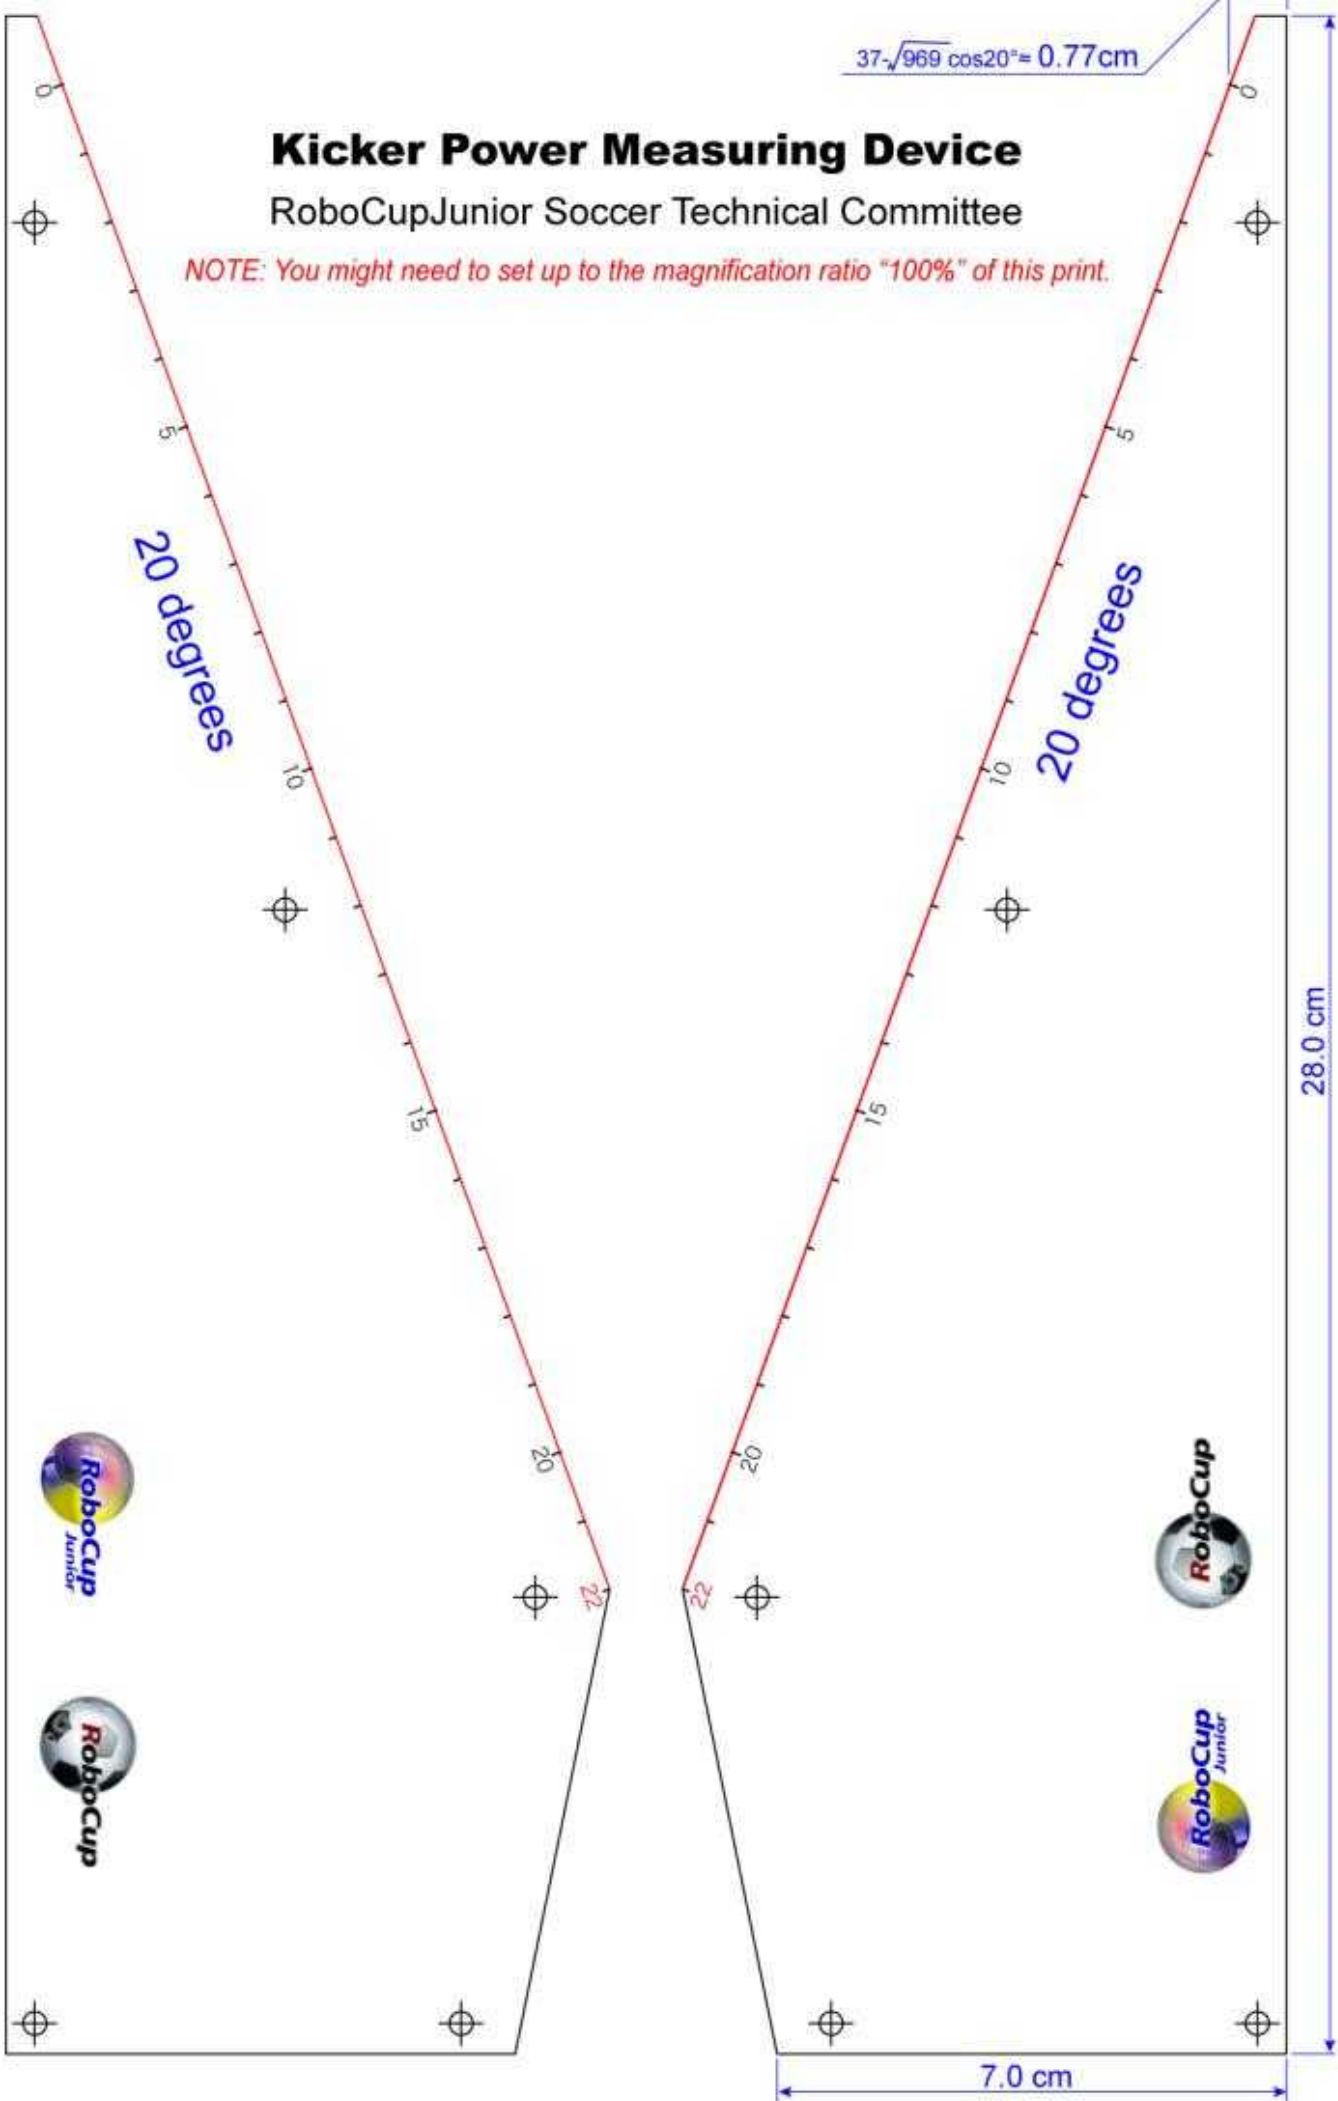 37-√969 cos20°= 0.77cm
0
0
Kicker Power Measuring Device
RoboCupJunior Soccer Technical Committee
NOTE: You might need to set up to the magnification ratio “100%” of this print.
5
5
20 degrees
20 degrees
10
10
28.0 cm
15
15
20
20
RoboCup
Junior
RoboCup
22
22
RoboCup
RoboCup
Junior
7.0 cm